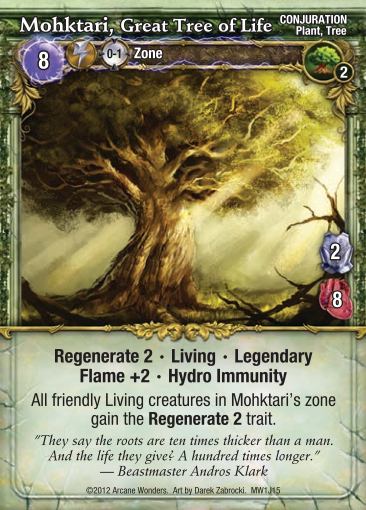 Mohktari, Great Tree of Life
CONJURATION
Plant, Tree
8
0-1 Zone
2
2
8
Regenerate 2 • Living • Legendary
Flame +2 • Hydro Immunity
All friendly Living creatures in Mohktari's zone
gain the Regenerate 2 trait.
"They say the roots are ten times thicker than a man.
And the life they give? A hundred times longer."
— Beastmaster Andros Klark
©2012 Arcane Wonders. Art by Darek Zabrocki. MW1J15